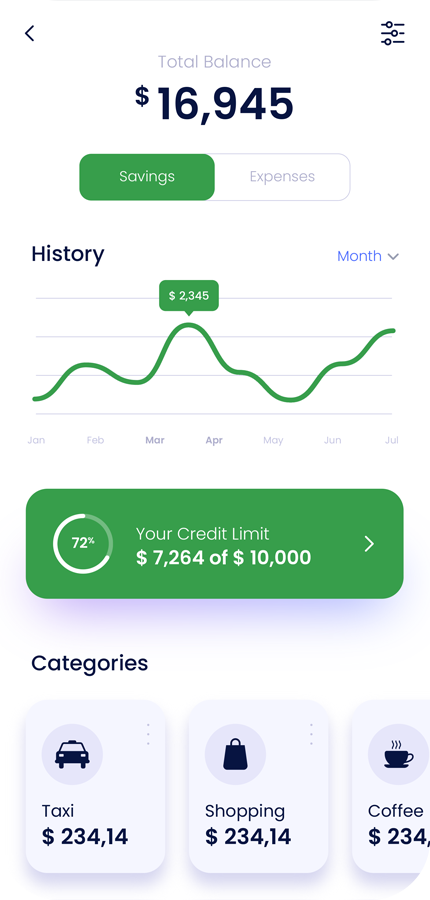 Total Balance
$ 16,945
Savings Expenses
History Month
$ 2,345
Jan Feb Mar Apr May Jun Jul
72%
Your Credit Limit
$ 7,264 of $ 10,000
Categories
Taxi Shopping Coffee
$ 234,14 $ 234,14 $ 234,